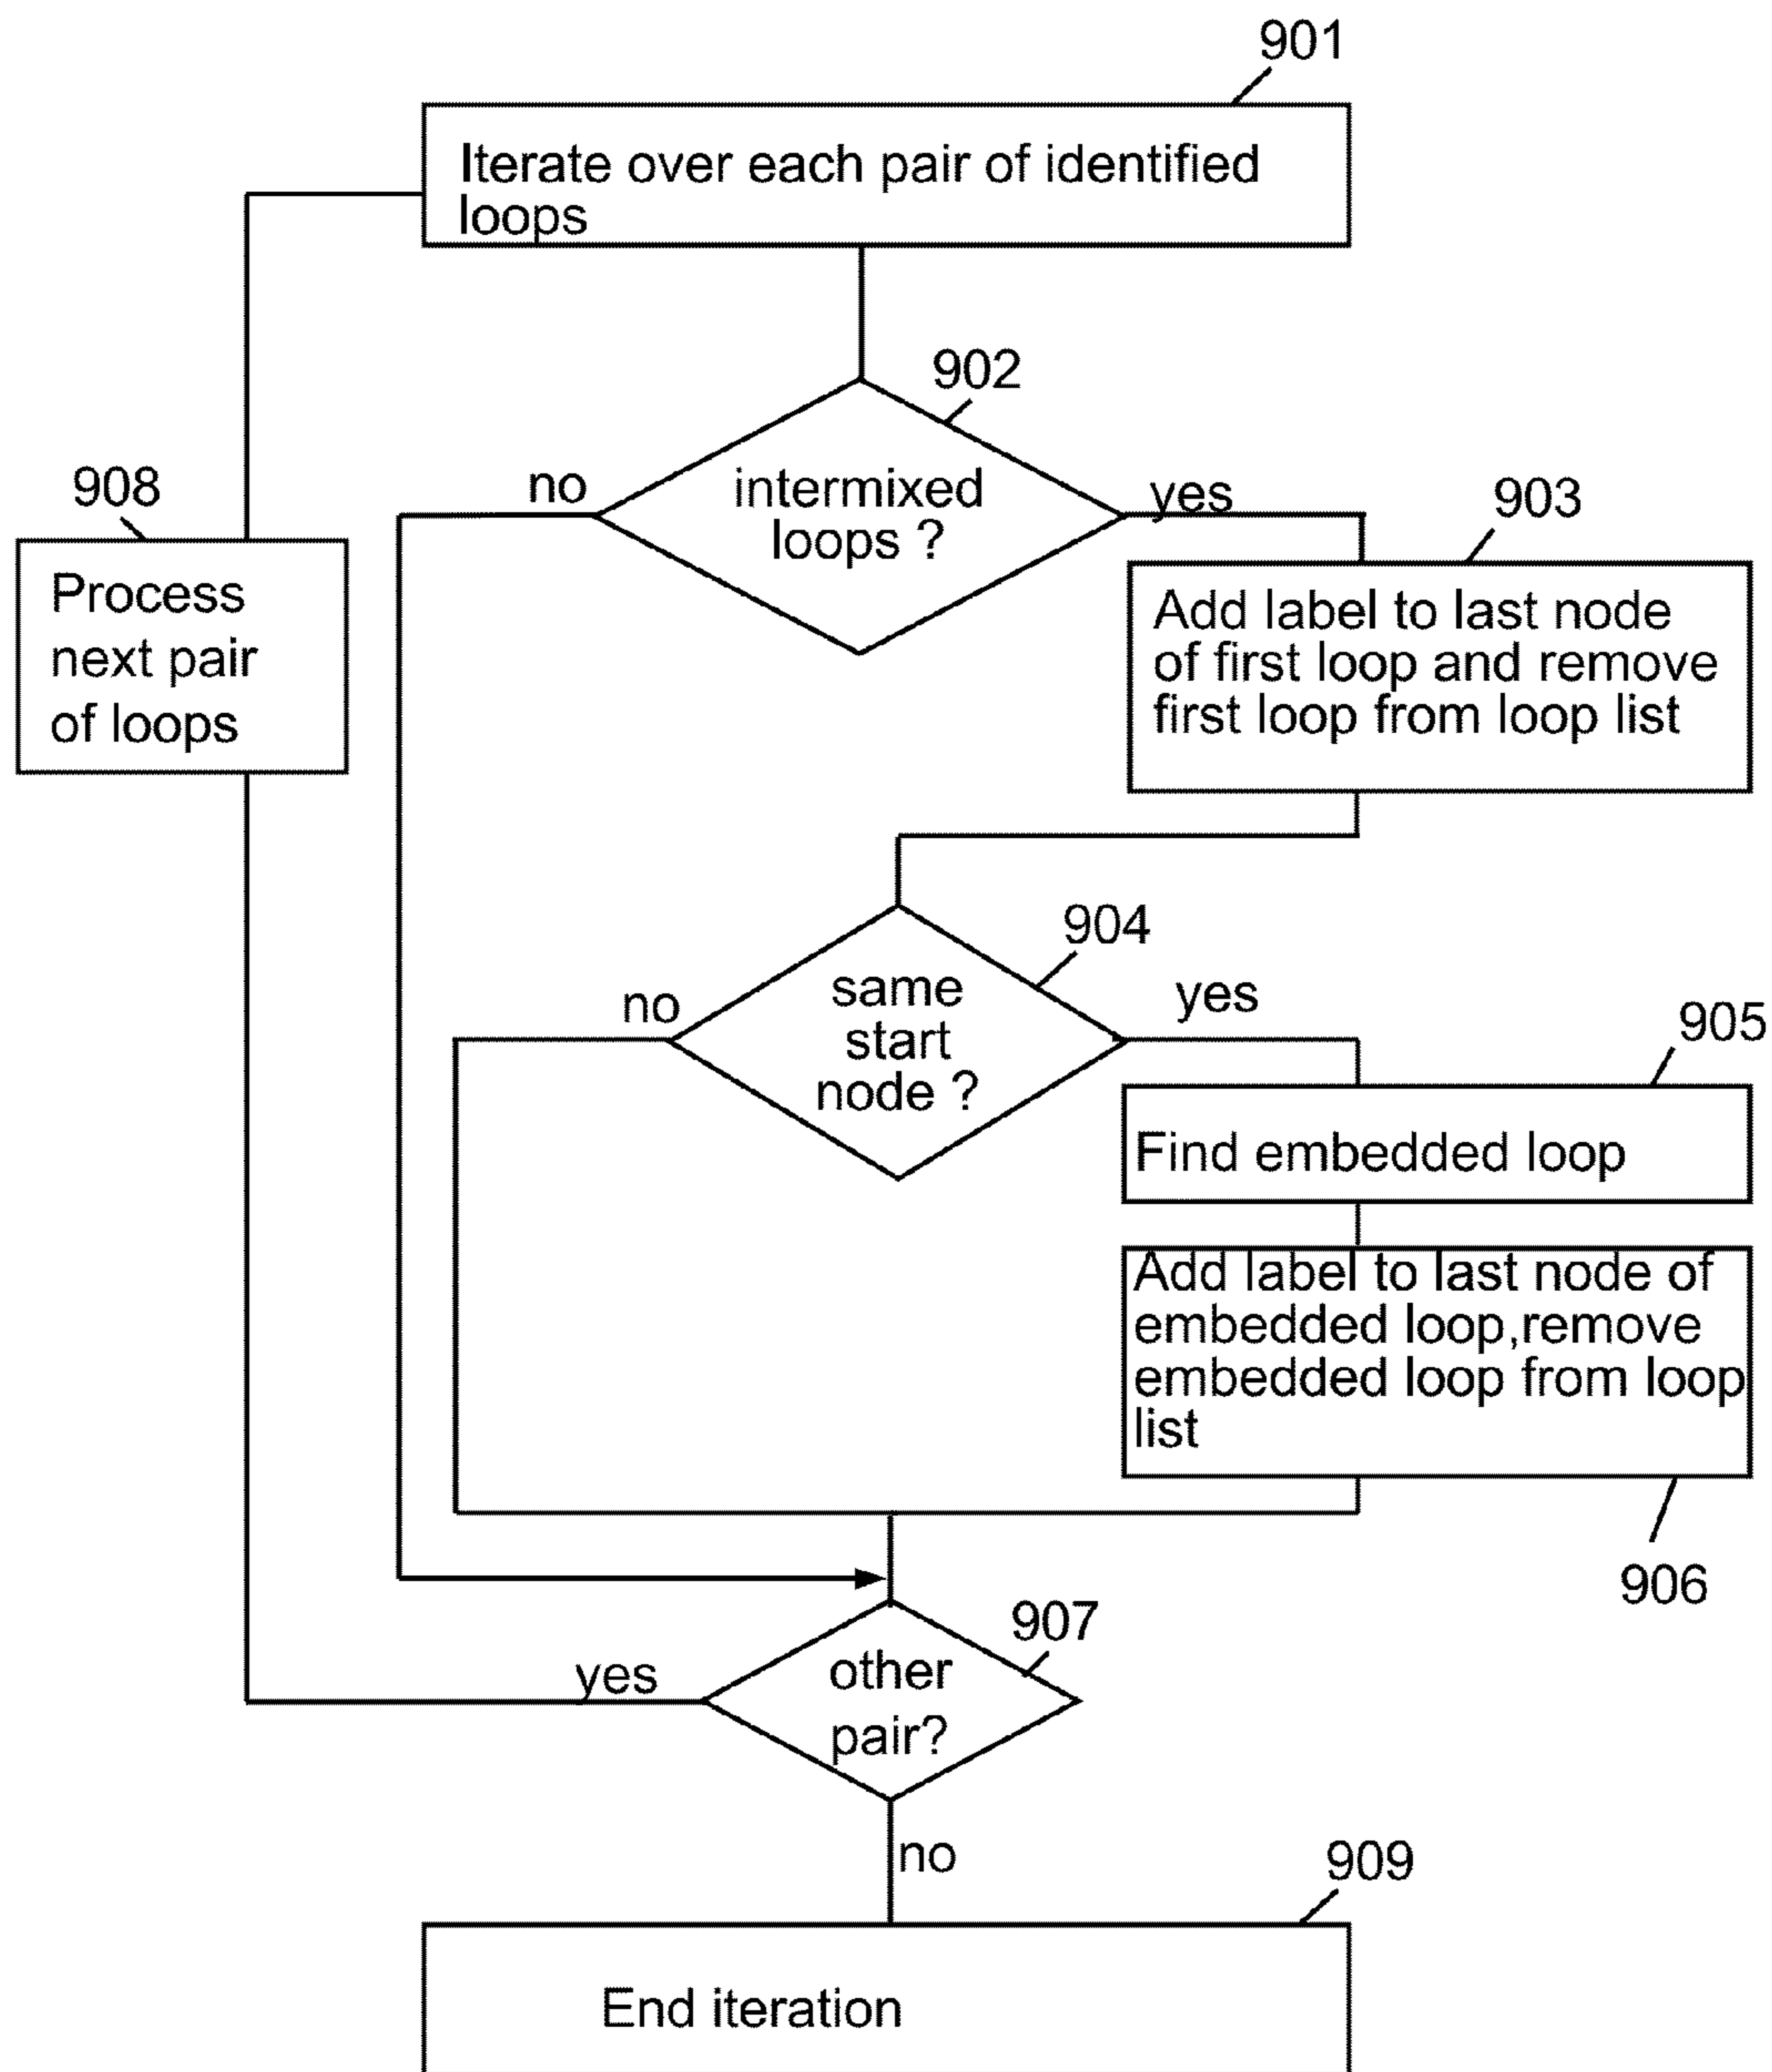 901
Iterate over each pair of identified
loops
902
no
intermixed
loops ?
yes
903
908
Process
next pair
of loops
Add label to last node
of first loop and remove
first loop from loop list
904
no
same
start
node ?
yes
905
Find embedded loop
Add label to last node of
embedded loop,remove
embedded loop from loop
list
906
907
yes
other
pair?
no
909
End iteration